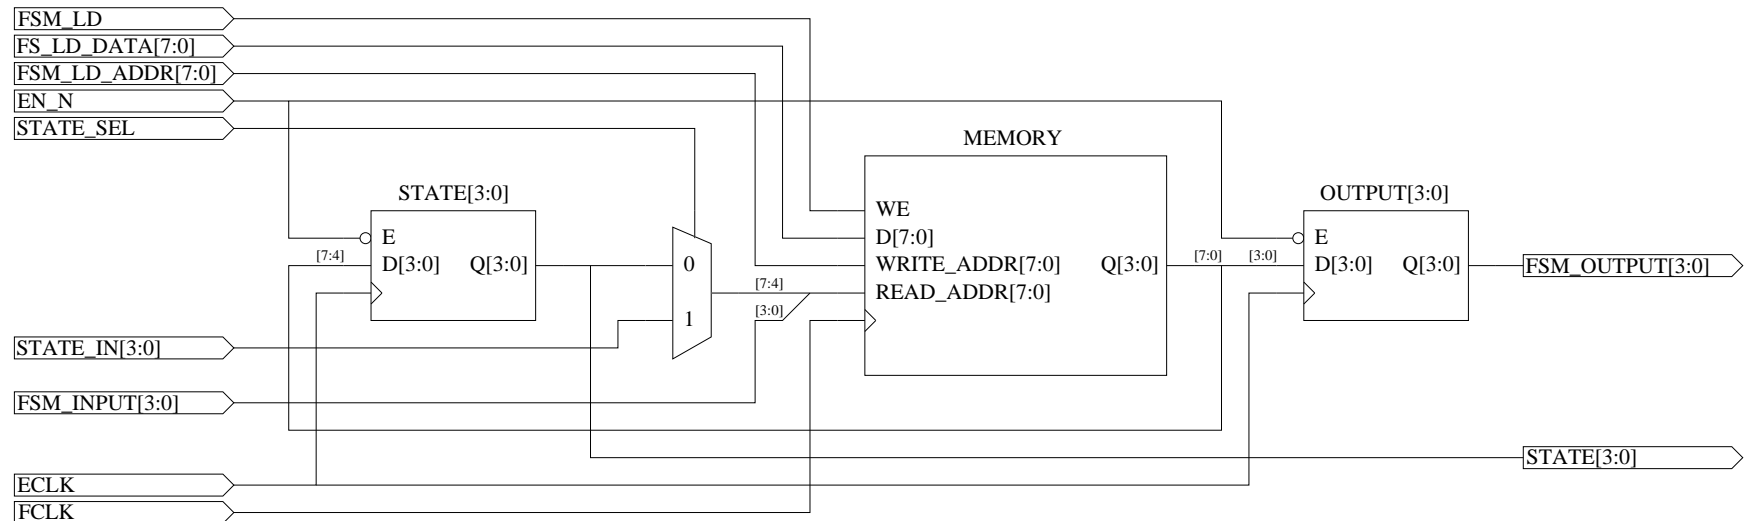 FSM_LD
FS_LD_DATA[7:0]
FSM_LD_ADDR[7:0]
EN_N
STATE_SEL
MEMORY
STATE[3:0]
OUTPUT[3:0]
WE
E
D[7:0]
E
[7:4]
D[3:0] Q[3:0]
0
WRITE_ADDR[7:0] Q[3:0]
[7:0] [3:0]
D[3:0] Q[3:0]
FSM_OUTPUT[3:0]
[7:4]
READ_ADDR[7:0]
[3:0]
1
STATE_IN[3:0]
FSM_INPUT[3:0]
STATE[3:0]
ECLK
FCLK